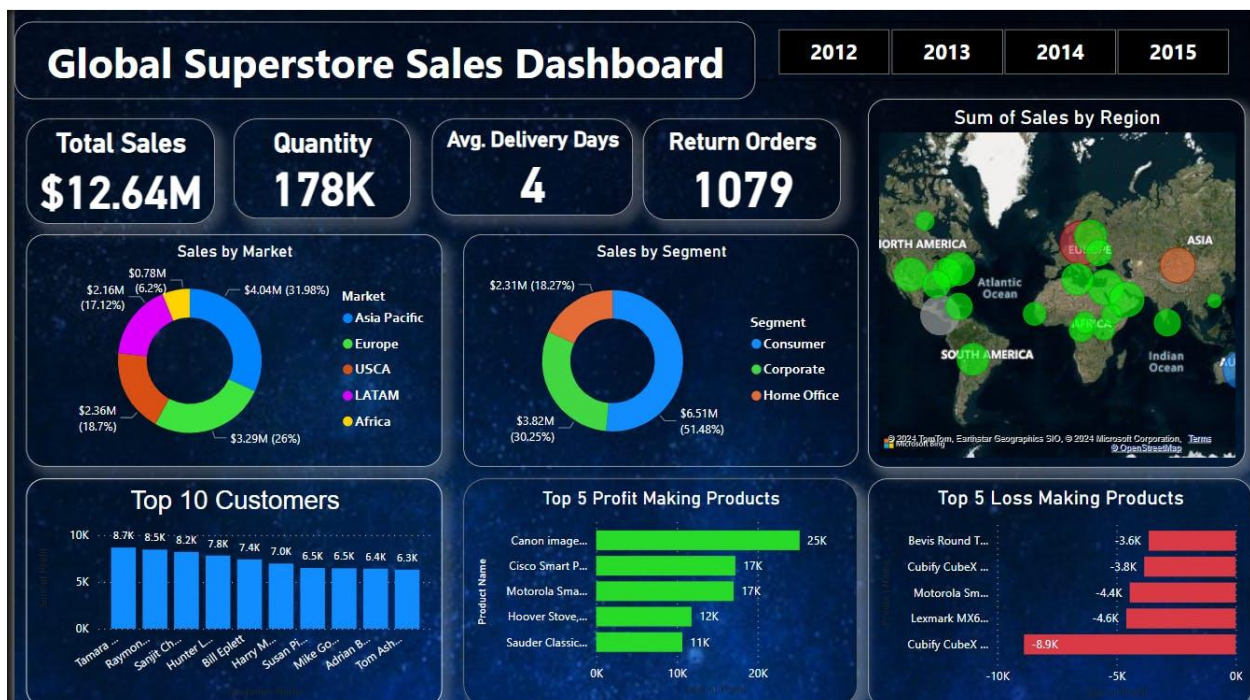 Global Superstore Sales Dashboard
2012
2013
2014
2015
Total Sales
$12.64M
Quantity
178K
Avg. Delivery Days
4
Return Orders
1079
Sum of Sales by Region
NORTH AMERICA
EUROPE
ASIA
Atlantic
Ocean
AFRICA
SOUTH AMERICA
Indian
Ocean
AU
© 2024 TomTom, Earthstar Geographics SIO, © 2024 Microsoft Corporation, Terms
© OpenStreetMap
Microsoft Bing
Sales by Market
$0.78M
(6.2%)
$2.16M
(17.12%)
$4.04M (31.98%)
$2.36M
(18.7%)
$3.29M (26%)
Market
Asia Pacific
Europe
USCA
LATAM
Africa
Sales by Segment
$2.31M (18.27%)
$3.82M
(30.25%)
$6.51M
(51.48%)
Segment
Consumer
Corporate
Home Office
Top 10 Customers
10K
5K
0K
8.7K
8.5K
8.2K
7.8K
7.4K
7.0K
6.5K
6.5K
6.4K
6.3K
Tamara ...
Raymon...
Sanjit Ch...
Hunter L...
Bill Eplett
Harry M...
Susan Pi...
Mike Go...
Adrian B...
Tom Ash...
Top 5 Profit Making Products
Product Name
Canon image... 25K
Cisco Smart P... 17K
Motorola Sma... 17K
Hoover Stove,... 12K
Sauder Classic... 11K
0K 10K 20K
Top 5 Loss Making Products
Bevis Round T... -3.6K
Cubify CubeX ... -3.8K
Motorola Sm... -4.4K
Lexmark MX6... -4.6K
Cubify CubeX ... -8.9K
-10K -5K 0K